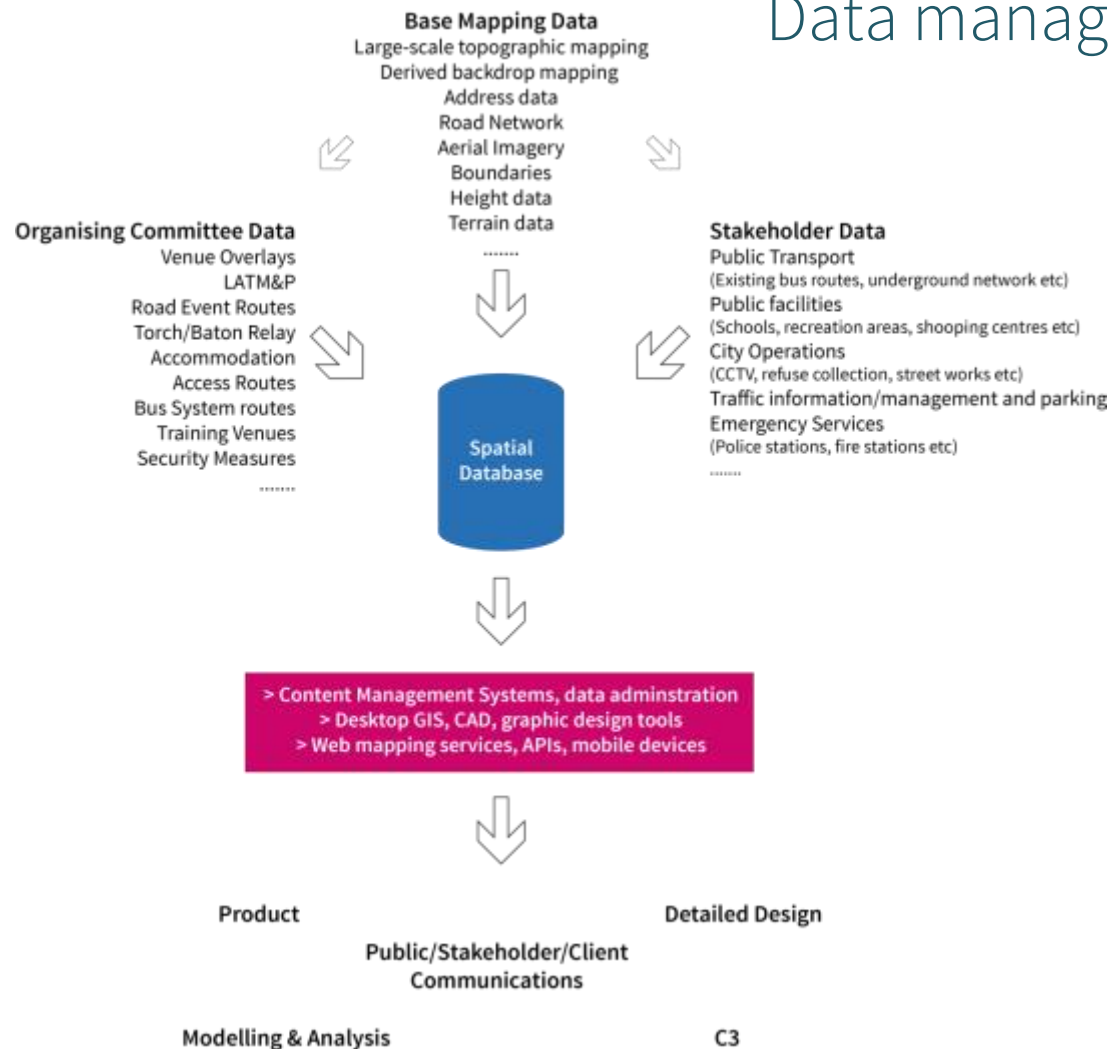 Data manag
Base Mapping Data
Large-scale topographic mapping
Derived backdrop mapping
Address data
Road Network
Aerial Imagery
Boundaries
Height data
Terrain data
........
Organising Committee Data
Venue Overlays
LATM&P
Road Event Routes
Torch/Baton Relay
Accommodation
Access Routes
Bus System routes
Training Venues
Security Measures
........
Stakeholder Data
Public Transport
(Existing bus routes, underground network etc)
Public facilities
(Schools, recreation areas, shooping centres etc)
City Operations
(CCTV, refuse collection, street works etc)
Traffic information/management and parking
Emergency Services
(Police stations, fire stations etc)
.......
Spatial
Database
> Content Management Systems, data adminstration
> Desktop GIS, CAD, graphic design tools
> Web mapping services, APIs, mobile devices
Product
Detailed Design
Public/Stakeholder/Client
Communications
Modelling & Analysis
C3